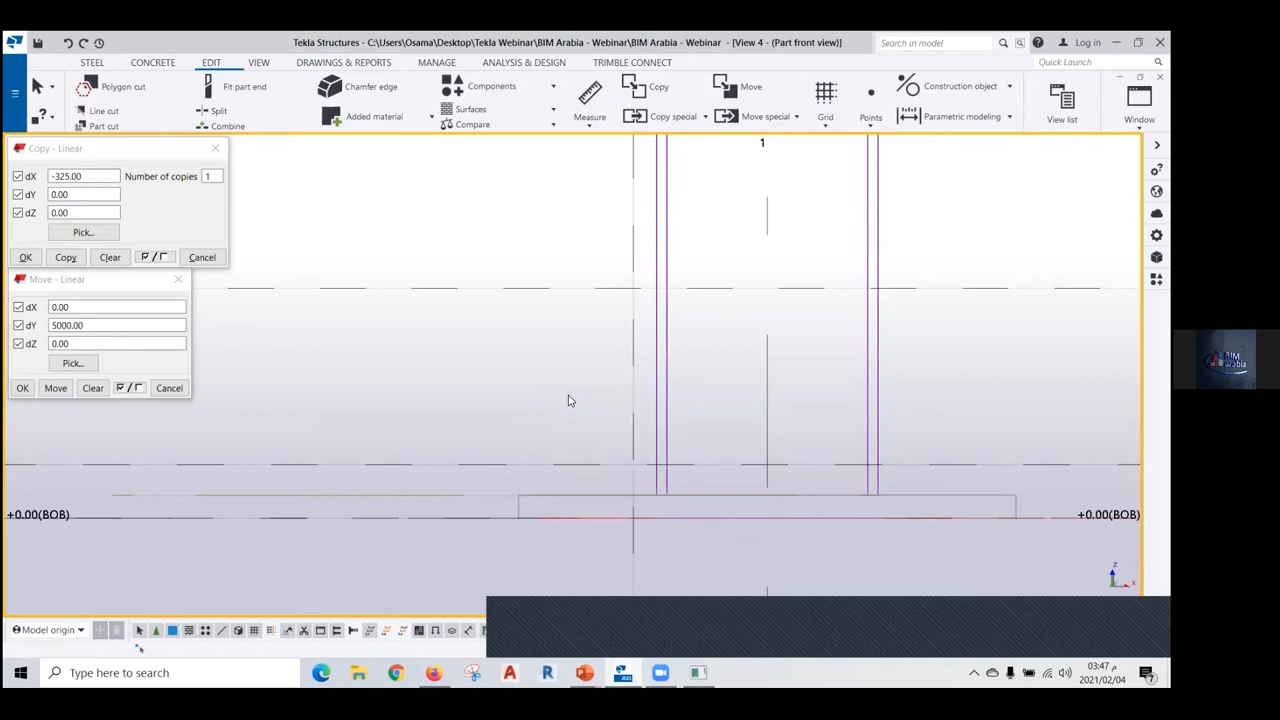 Tekla Structures - C:\Users\Osama\Desktop\Tekla Webinar\BIM Arabia - Webinar\BIM Arabia - Webinar - [View 4 - (Part front view)]
Search in model
Log in
STEEL CONCRETE EDIT VIEW DRAWINGS & REPORTS MANAGE ANALYSIS & DESIGN TRIMBLE CONNECT
Quick Launch
Polygon cut
Line cut
Part cut
Fit part end
Split
Combine
Chamfer edge
Added material
Components
Surfaces
Compare
Measure
Copy
Copy special
Move
Move special
Grid
Points
Construction object
Parametric modeling
View list
Window
Copy - Linear
dX -325.00 Number of copies 1
dY 0.00
dZ 0.00
Pick...
OK Copy Clear Cancel
Move - Linear
dX 0.00
dY 5000.00
dZ 0.00
Pick...
OK Move Clear Cancel
1
+0.00(BOB)
+0.00(BOB)
z
x
BIM
arabia
Model origin
Type here to search
2020
03:47 م
2021/02/04
7